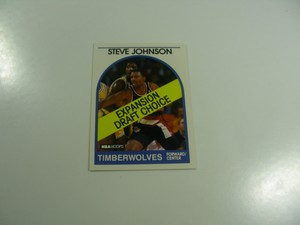 STEVE JOHNSON
EXPANSION
DRAFT CHOICE
NBA HOOPS
TIMBERWOLVES
FORWARD/
CENTER